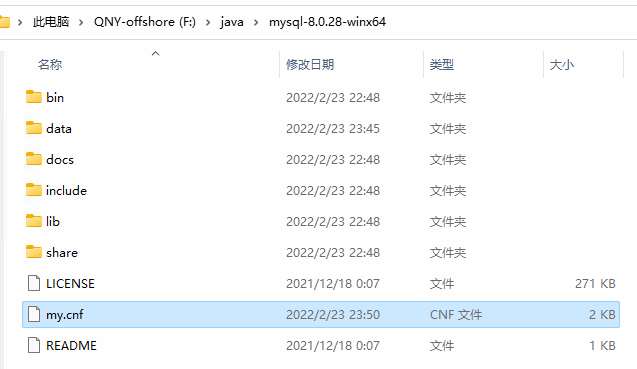 此电脑 > QNY-offshore (F:) > java > mysql-8.0.28-winx64
名称 修改日期 类型 大小
bin 2022/2/23 22:48 文件夹
data 2022/2/23 23:45 文件夹
docs 2022/2/23 22:48 文件夹
include 2022/2/23 22:48 文件夹
lib 2022/2/23 22:48 文件夹
share 2022/2/23 22:48 文件夹
LICENSE 2021/12/18 0:07 文件 271 KB
my.cnf 2022/2/23 23:50 CNF 文件 2 KB
README 2021/12/18 0:07 文件 1 KB